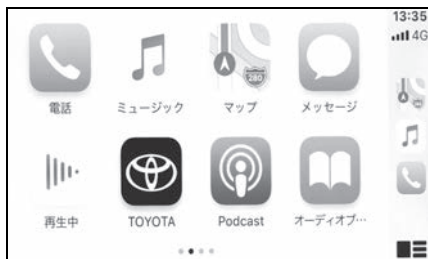 13:35
4G
電話
ミュージック
マップ
280
メッセージ
再生中
TOYOTA
Podcast
オーディオブ…